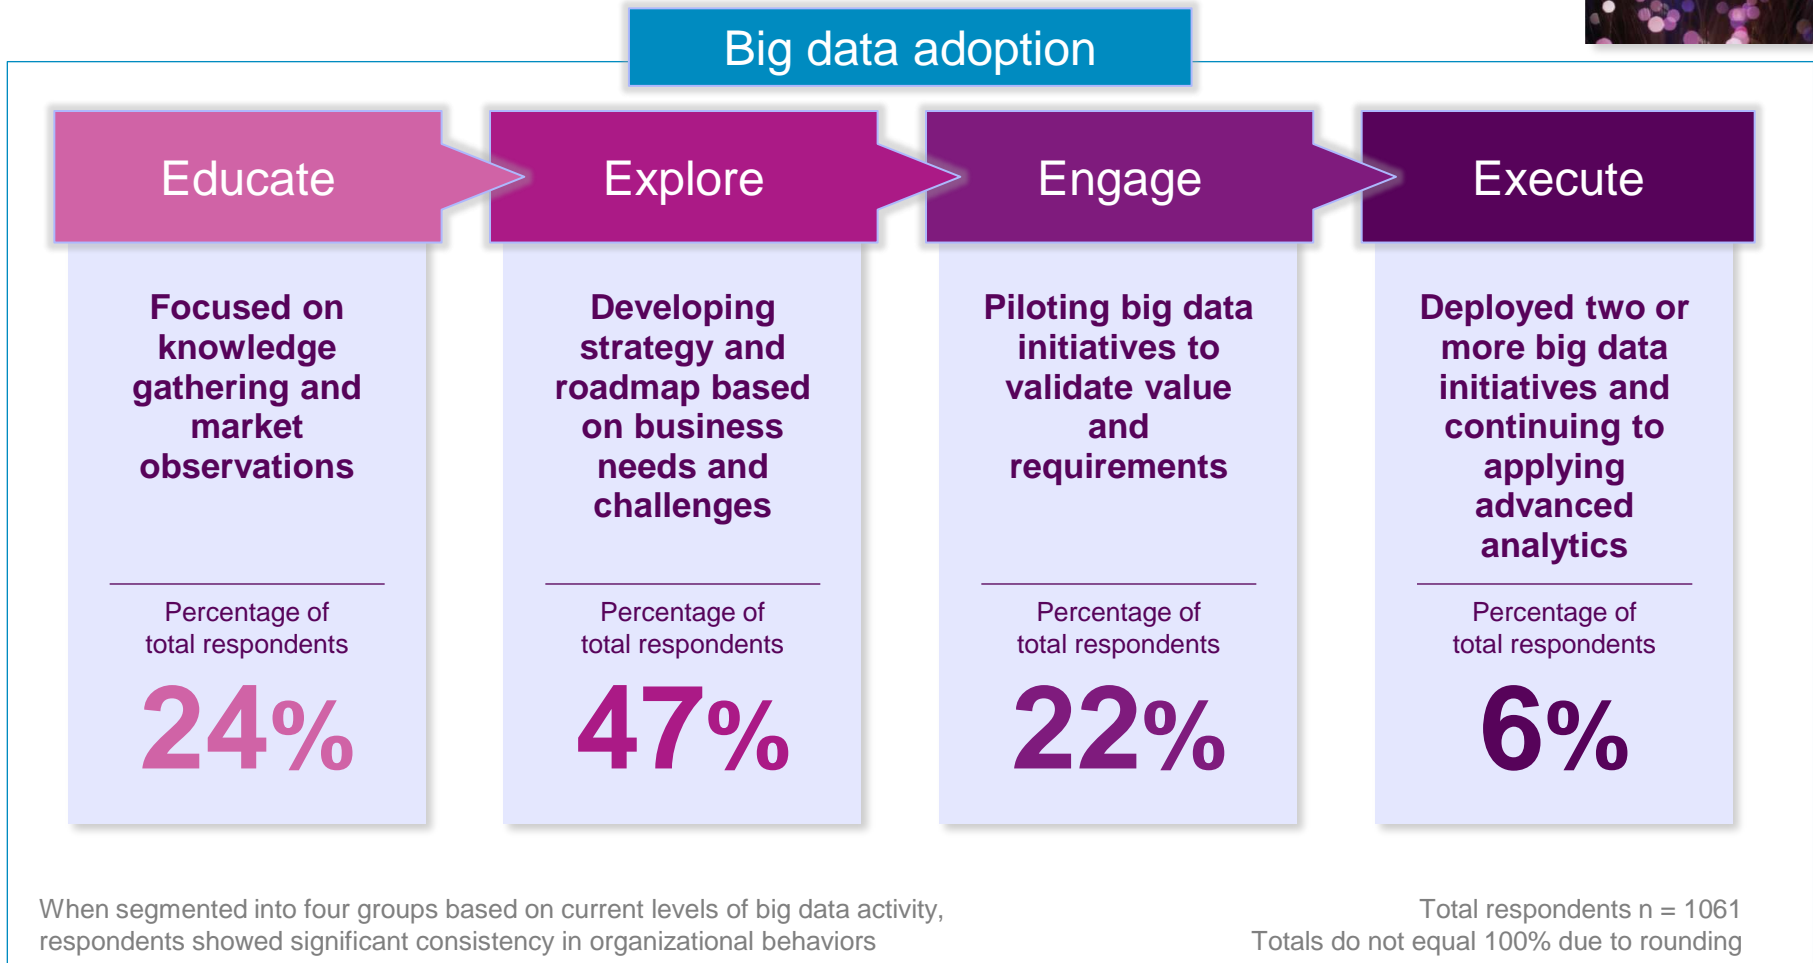 Big data adoption
Educate
Focused on
knowledge
gathering and
market
observations
Percentage of
total respondents
24%
Explore
Developing
strategy and
roadmap based
on business
needs and
challenges
Percentage of
total respondents
47%
Engage
Piloting big data
initiatives to
validate value
and
requirements
Percentage of
total respondents
22%
Execute
Deployed two or
more big data
initiatives and
continuing to
applying
advanced
analytics
Percentage of
total respondents
6%
When segmented into four groups based on current levels of big data activity,
respondents showed significant consistency in organizational behaviors
Total respondents n = 1061
Totals do not equal 100% due to rounding